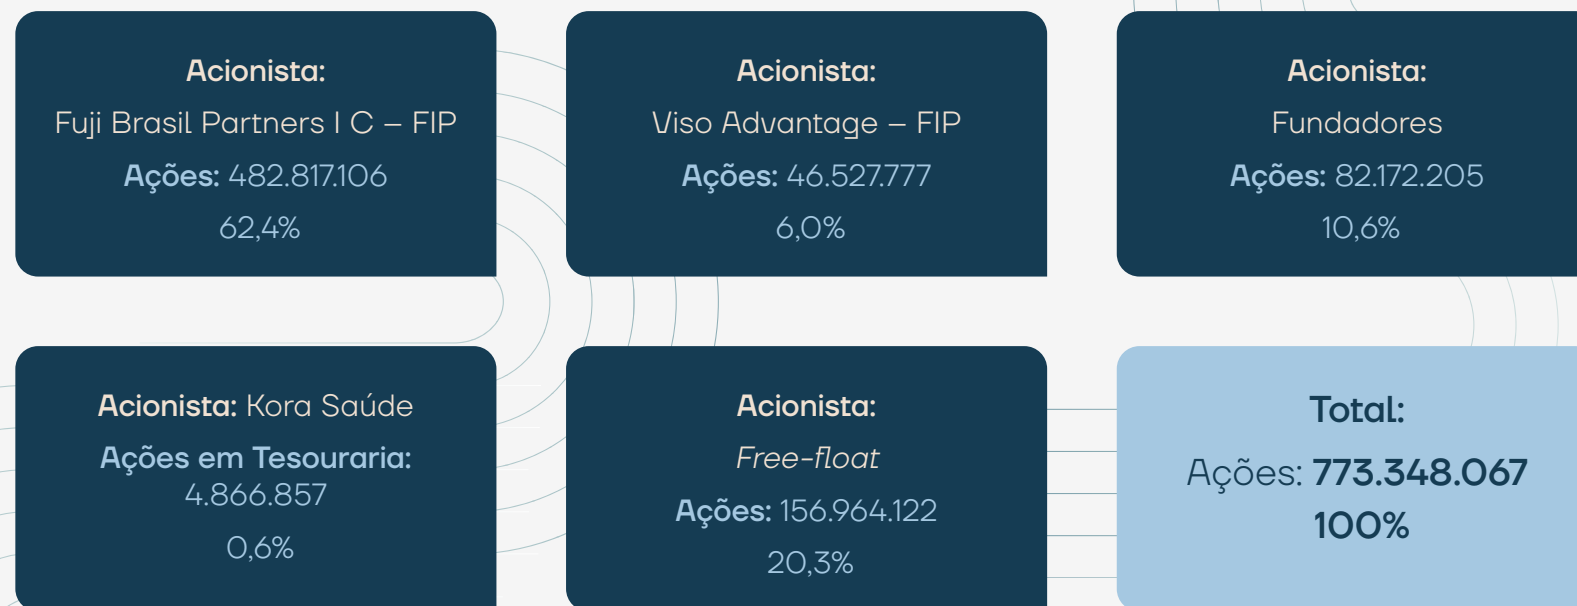 Acionista:
Fuji Brasil Partners I C – FIP
Ações: 482.817.106
62,4%
Acionista:
Viso Advantage – FIP
Ações: 46.527.777
6,0%
Acionista:
Fundadores
Ações: 82.172.205
10,6%
Acionista: Kora Saúde
Ações em Tesouraria:
4.866.857
0,6%
Acionista:
Free-float
Ações: 156.964.122
20,3%
Total:
Ações: 773.348.067
100%